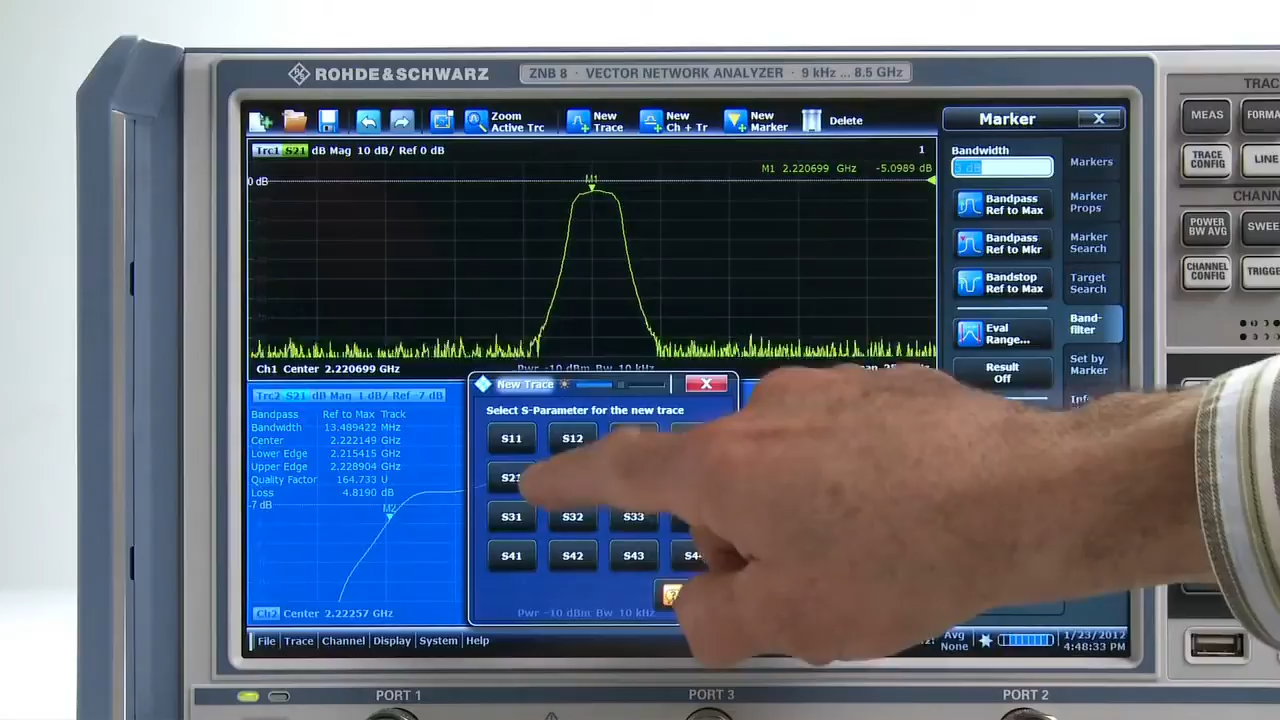 ROHDE&SCHWARZ
ZNB 8 · VECTOR NETWORK ANALYZER · 9 kHz ... 8.5 GHz
Zoom
Active Trc
New
Trace
New
Ch + Tr
New
Marker
Delete
Marker
X
Trc1 S21 dB Mag 10 dB/ Ref 0 dB
1
M1 2.220699 GHz -5.0989 dB
0 dB
M1
Ch1 Center 2.220699 GHz
Pwr -10 dBm Bw 10 kHz
Bandwidth
3 dB
Bandpass
Ref to Max
Bandpass
Ref to Mkr
Bandstop
Ref to Max
Eval
Range...
Result
Off
Markers
Marker
Props
Marker
Search
Target
Search
Band-
filter
Set by
Marker
Trc2 S21 dB Mag 1 dB/ Ref -7 dB
Bandpass Ref to Max Track
Bandwidth 13.489422 MHz
Center 2.222149 GHz
Lower Edge 2.215415 GHz
Upper Edge 2.228904 GHz
Quality Factor 164.733 U
Loss 4.8190 dB
-7 dB
M2
Ch2 Center 2.22257 GHz
Pwr -10 dBm Bw 10 kHz
New Trace
X
Select S-Parameter for the new trace
S11 S12
S21
S31 S32 S33
S41 S42 S43
File Trace Channel Display System Help
Avg
None
1/23/2012
4:48:33 PM
MEAS
TRACE
CONFIG
LINE
POWER
BW AVG
CHANNEL
CONFIG
PORT 1
PORT 3
PORT 2